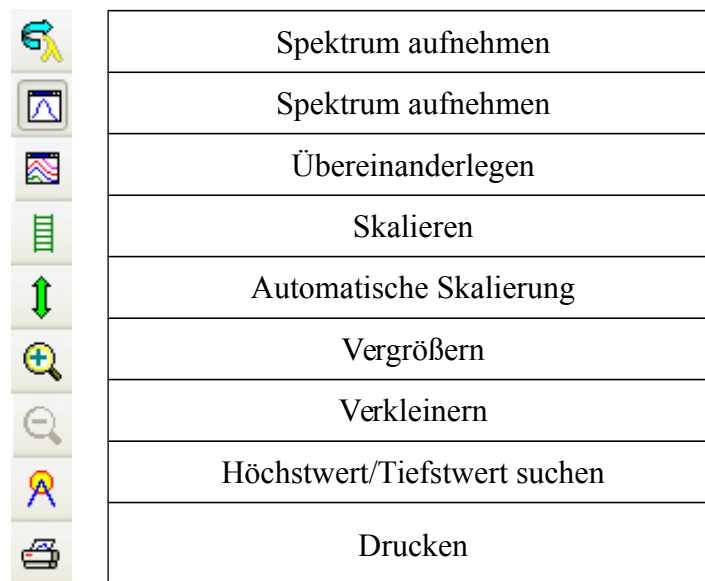 Spektrum aufnehmen
Spektrum aufnehmen
Übereinanderlegen
Skalieren
Automatische Skalierung
Vergrößern
Verkleinern
Höchstwert/Tiefstwert suchen
Drucken